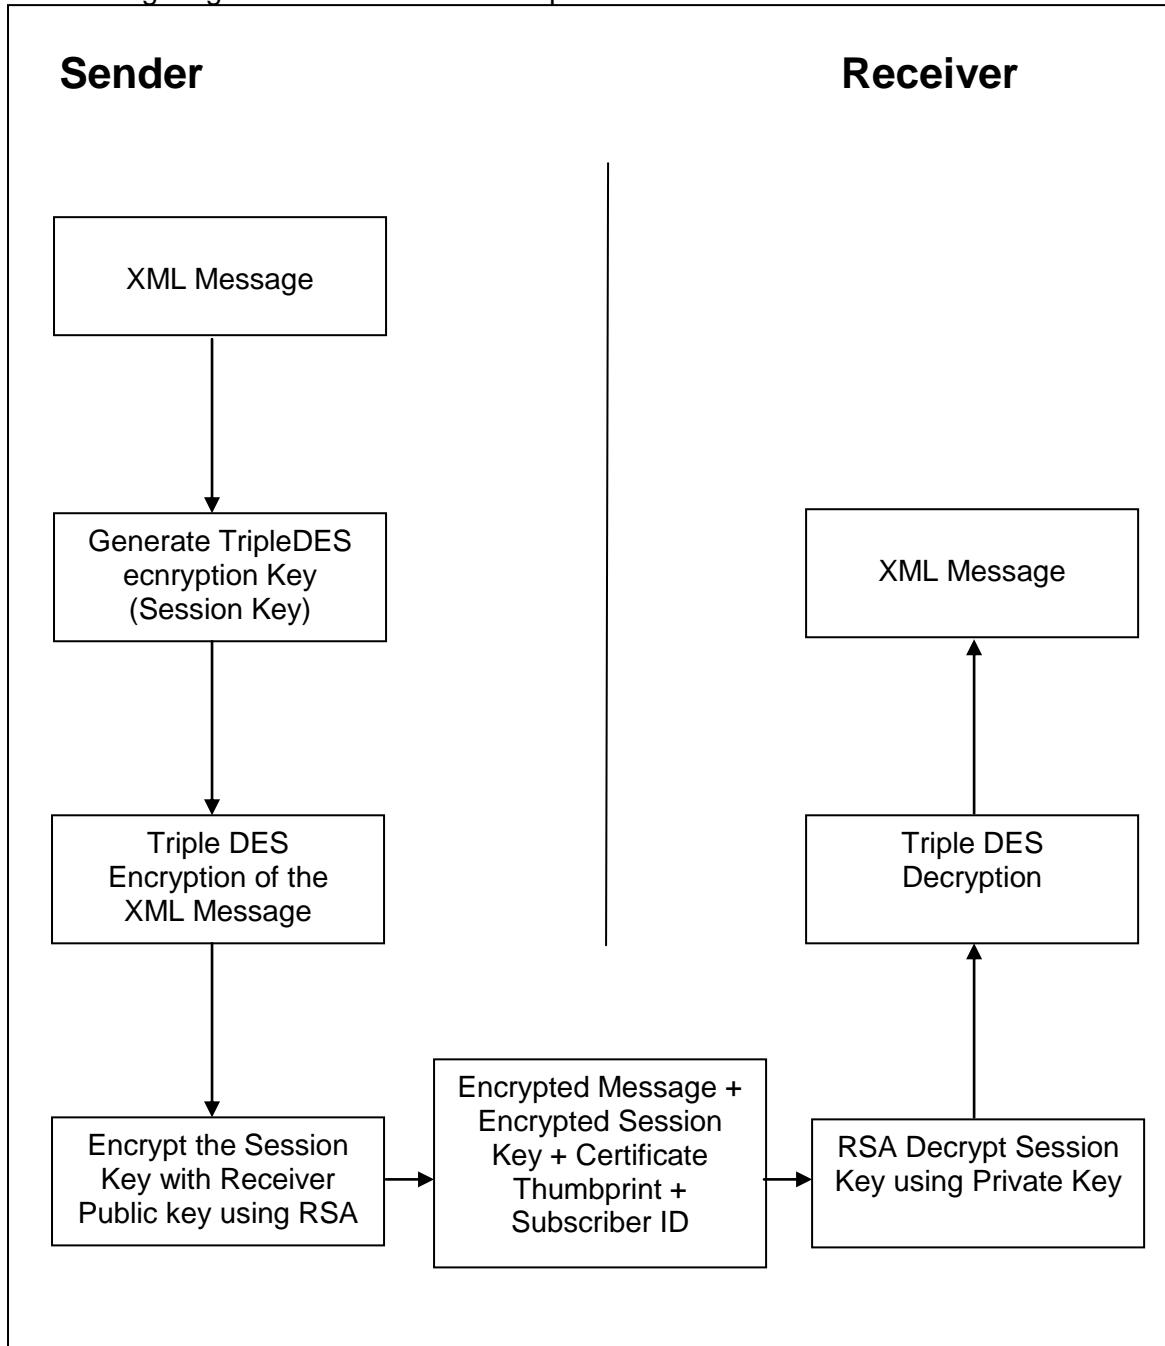 Sender
Receiver
XML Message
Generate TripleDES
ecnryption Key
(Session Key)
XML Message
Triple DES
Encryption of the
XML Message
Triple DES
Decryption
Encrypt the Session
Key with Receiver
Public key using RSA
Encrypted Message +
Encrypted Session
Key + Certificate
Thumbprint +
Subscriber ID
RSA Decrypt Session
Key using Private Key